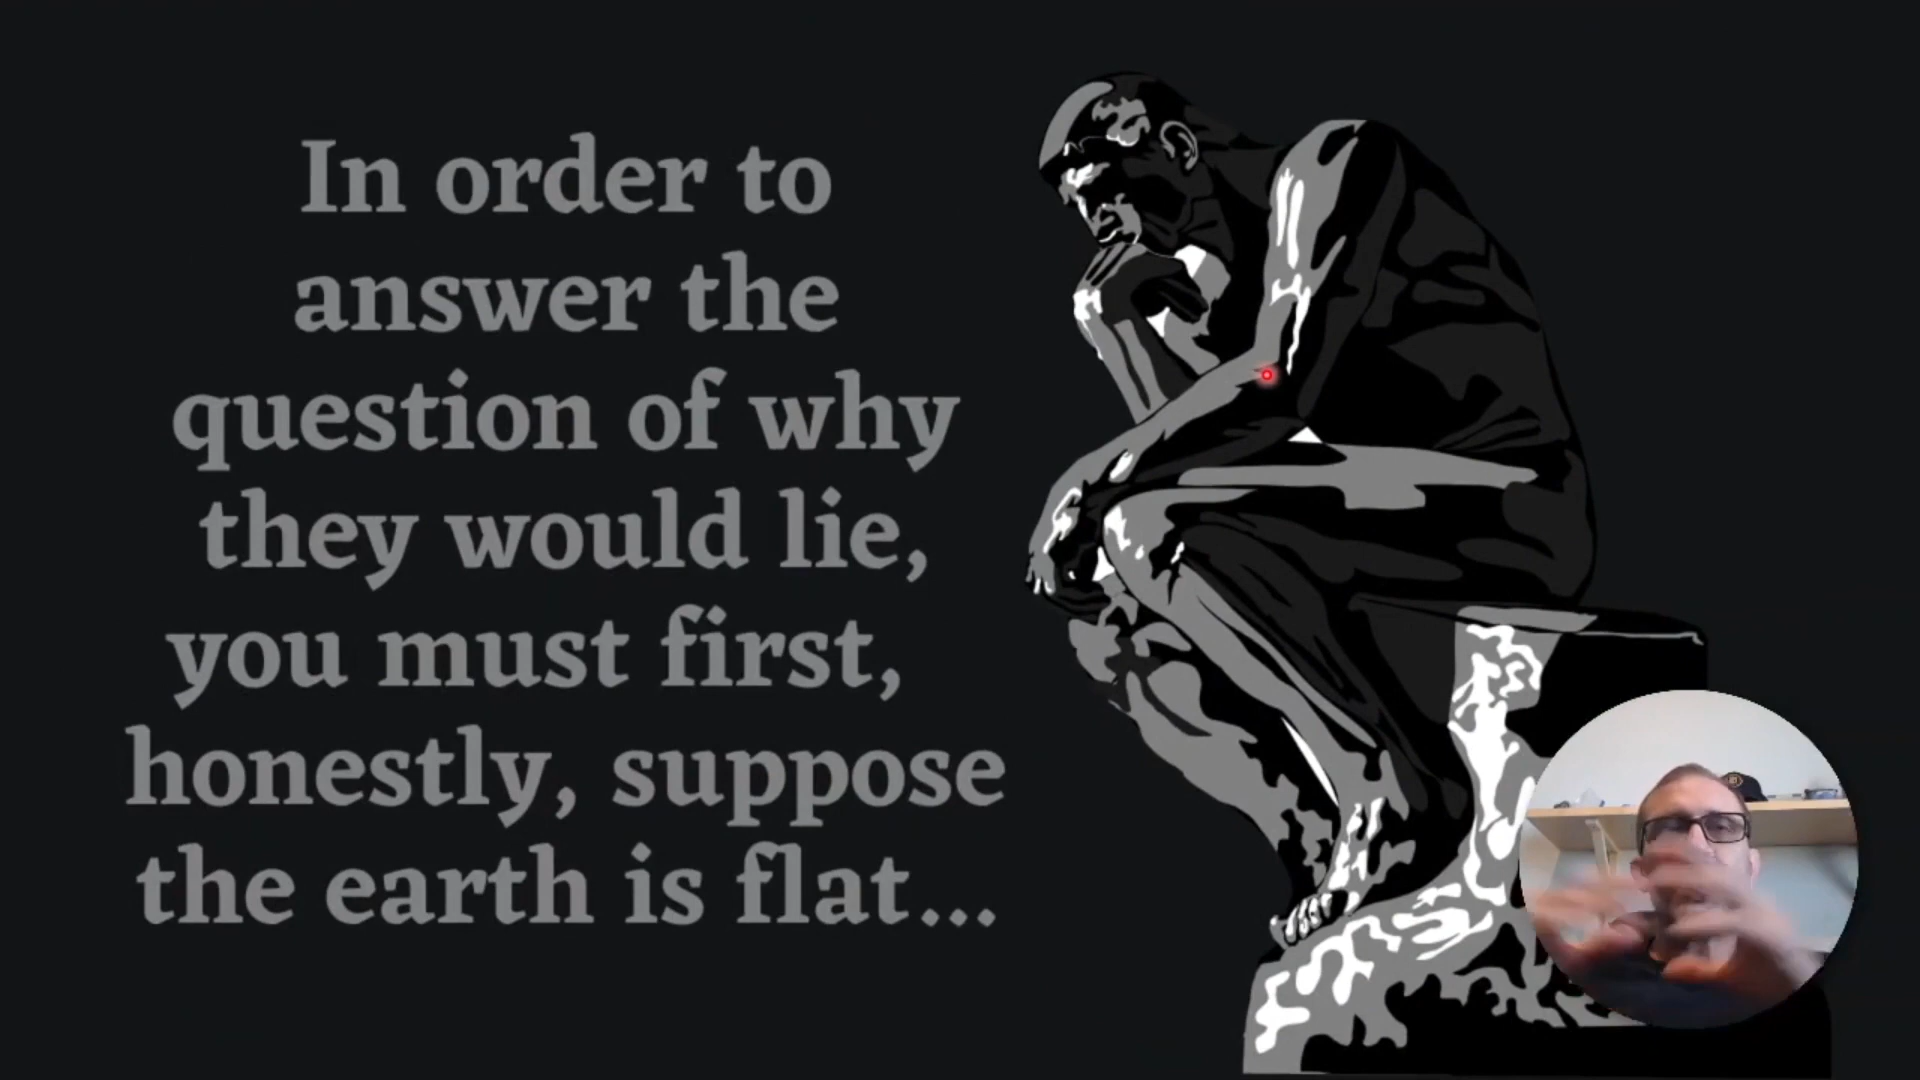 In order to
answer the
question of why
they would lie,
you must first,
honestly, suppose
the earth is flat...